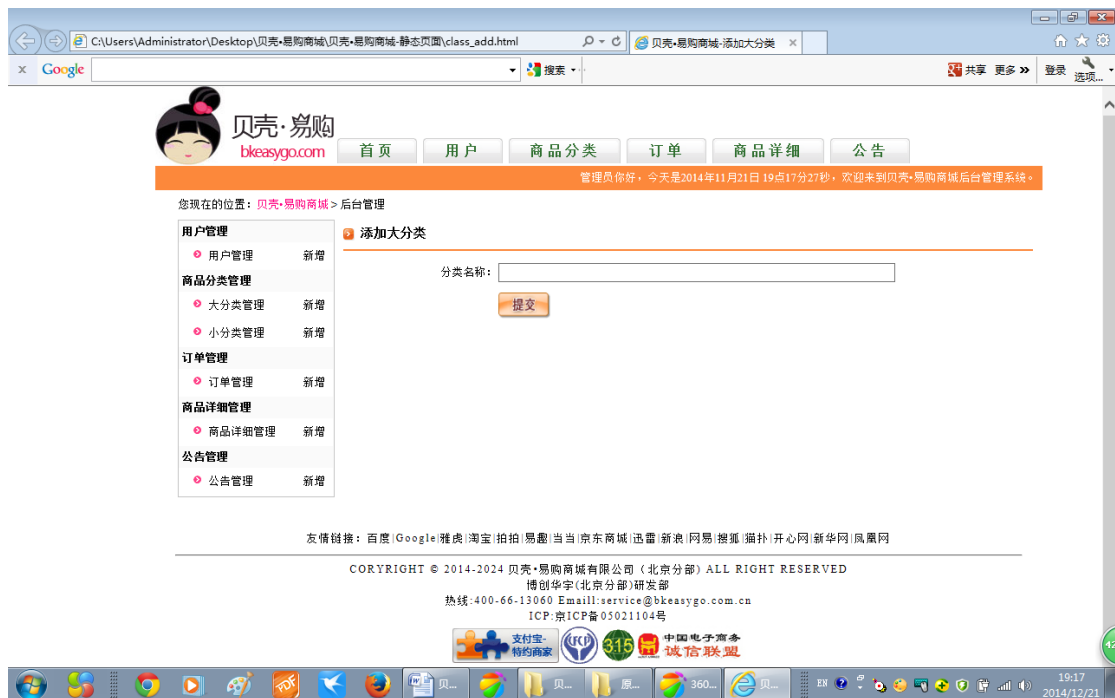 C:\Users\Administrator\Desktop\贝壳•易购商城\贝壳•易购商城-静态页面\class_add.html
贝壳•易购商城-添加大分类
x Google 搜索 共享 更多 » 登录 选项...
贝壳·易购
bkeasygo.com
首页 用户 商品分类 订单 商品详细 公告
管理员你好，今天是2014年11月21日 19点17分27秒，欢迎来到贝壳•易购商城后台管理系统。
您现在的位置：贝壳•易购商城 > 后台管理
用户管理
用户管理 新增
商品分类管理
大分类管理 新增
小分类管理 新增
订单管理
订单管理 新增
商品详细管理
商品详细管理 新增
公告管理
公告管理 新增
添加大分类
分类名称：
提交
友情链接：百度|Google|雅虎|淘宝|拍拍|易趣|当当|京东商城|迅雷|新浪|网易|搜狐|猫扑|开心网|新华网|凤凰网
CORYRIGHT © 2014-2024 贝壳•易购商城有限公司（北京分部）ALL RIGHT RESERVED
博创华宇(北京分部)研发部
热线:400-66-13060 Emaill:service@bkeasygo.com.cn
ICP:京ICP备05021104号
支付宝-
特约商家
315
中国电子商务
诚信联盟
42
PDF
贝...
贝...
原...
360...
贝...
EN
19:17
2014/12/21